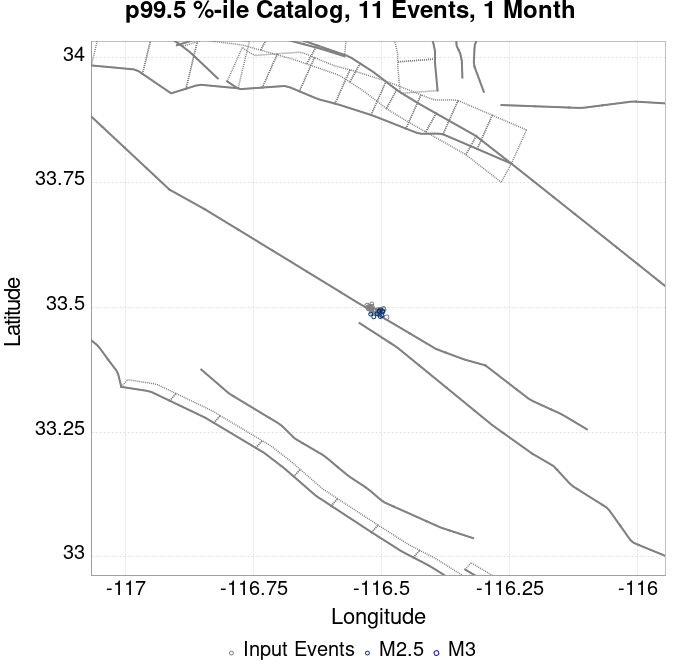 p99.5 %-ile Catalog, 11 Events, 1 Month
34
33.75
33.5
33.25
33
Latitude
-117 -116.75 -116.5 -116.25 -116
Longitude
Input Events M2.5 M3